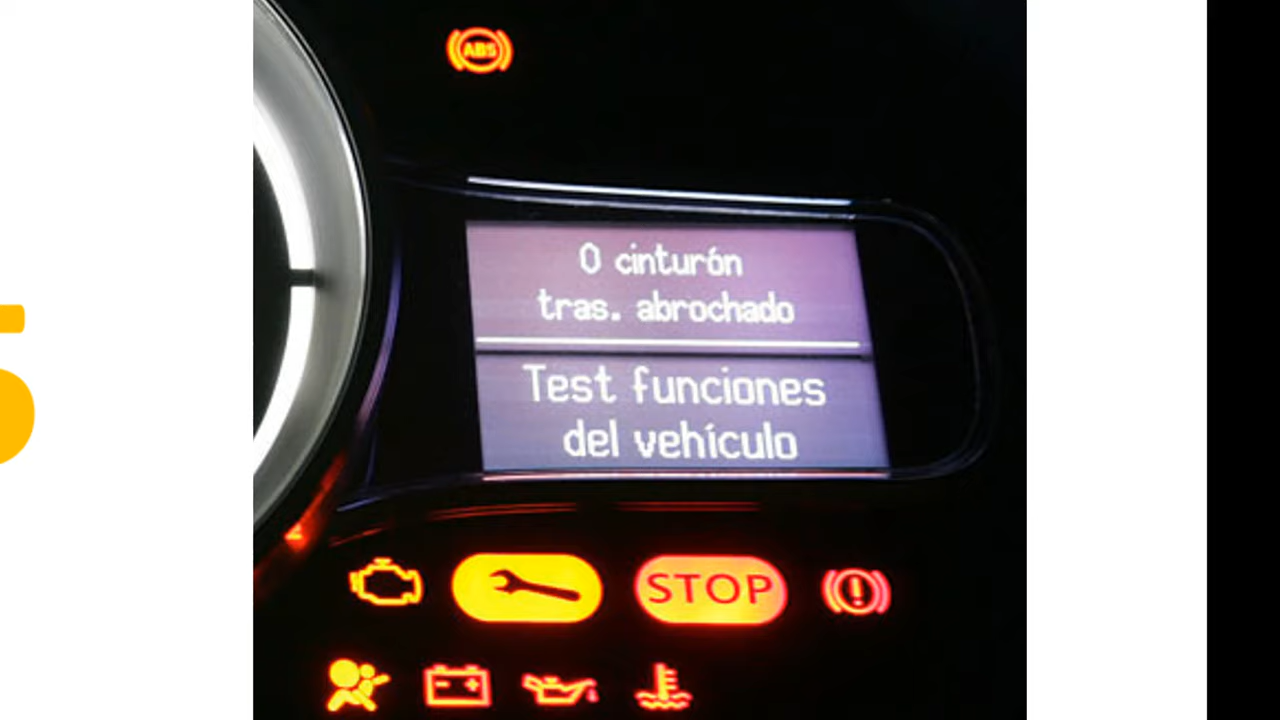 ABS
0 cinturón
tras. abrochado
Test funciones
del vehículo
STOP